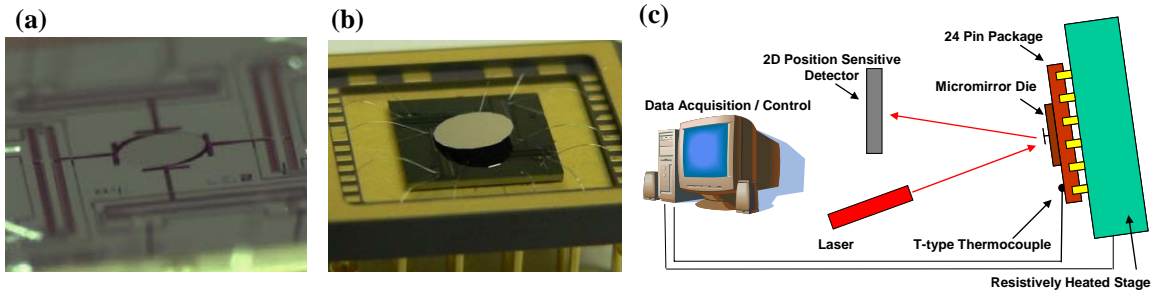 (a)
(b)
(c)
24 Pin Package
2D Position Sensitive
Detector
Micromirror Die
Data Acquisition / Control
Laser
T-type Thermocouple
Resistively Heated Stage